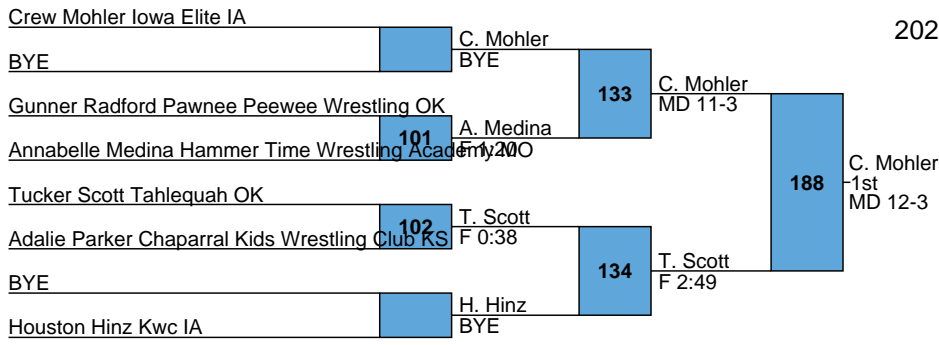 Crew Mohler Iowa Elite IA
202
C. Mohler
BYE
BYE
133
C. Mohler
MD 11-3
Gunner Radford Pawnee Peewee Wrestling OK
101
A. Medina
F 1:20
Annabelle Medina Hammer Time Wrestling Academy MO
188
C. Mohler
1st
MD 12-3
Tucker Scott Tahlequah OK
102
T. Scott
F 0:38
Adalie Parker Chaparral Kids Wrestling Club KS
134
T. Scott
F 2:49
BYE
H. Hinz
BYE
Houston Hinz Kwc IA